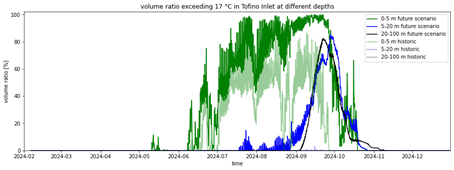 volume ratio exceeding 17 °C in Tofino Inlet at different depths
100
80
60
40
20
0
volume ratio [%]
0-5 m future scenario
5-20 m future scenario
20-100 m future scenario
0-5 m historic
5-20 m historic
20-100 m historic
2024-02 2024-03 2024-04 2024-05 2024-06 2024-07 2024-08 2024-09 2024-10 2024-11 2024-12
time